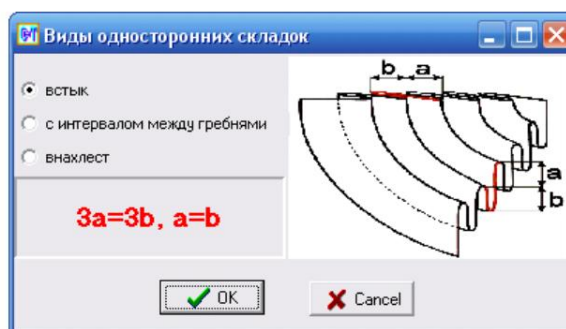 Виды односторонних складок
встык
с интервалом между гребнями
внахлест
3a=3b, a=b
b a
a
b
OK
Cancel